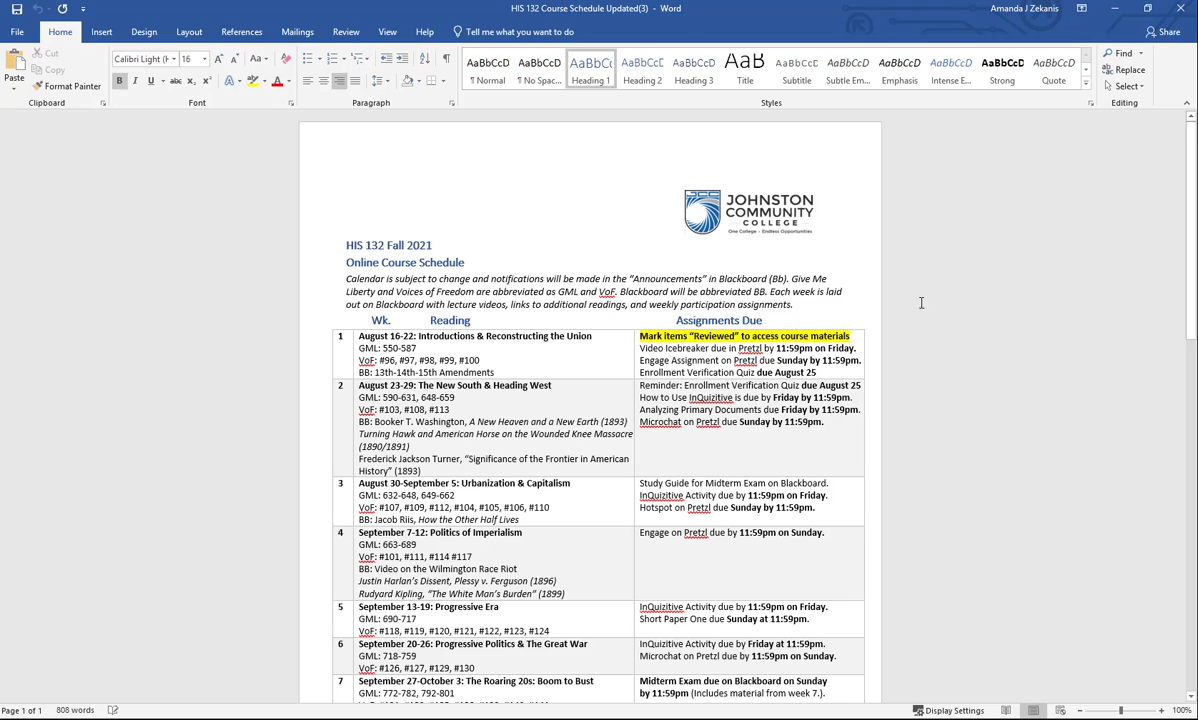 HIS 132 Course Schedule Updated(3) - Word
Amanda J Zekanis
File Home Insert Design Layout References Mailings Review View Help Tell me what you want to do Share
Paste
Cut
Copy
Format Painter
Clipboard
Calibri Light (H 16
Font
Paragraph
AaBbCcD AaBbCcD AaBbCc AaBbCcD AaBbCcD AaB AaBbCcD AaBbCcD AaBbCcD AaBbCcD AaBbCcD AaBbCcD
¶ Normal ¶ No Spac... Heading 1 Heading 2 Heading 3 Title Subtitle Subtle Em... Emphasis Intense E... Strong Quote
Styles
Find
Replace
Select
Editing
JCC
JOHNSTON
COMMUNITY
COLLEGE
One College - Endless Opportunities
HIS 132 Fall 2021
Online Course Schedule
Calendar is subject to change and notifications will be made in the “Announcements” in Blackboard (Bb). Give Me
Liberty and Voices of Freedom are abbreviated as GML and VoF. Blackboard will be abbreviated BB. Each week is laid
out on Blackboard with lecture videos, links to additional readings, and weekly participation assignments.
Wk. Reading Assignments Due
1 August 16-22: Introductions & Reconstructing the Union
GML: 550-587
VoF: #96, #97, #98, #99, #100
BB: 13th-14th-15th Amendments
Mark items “Reviewed” to access course materials
Video Icebreaker due in Pretzl by 11:59pm on Friday.
Engage Assignment on Pretzl due Sunday by 11:59pm.
Enrollment Verification Quiz due August 25
2 August 23-29: The New South & Heading West
GML: 590-631, 648-659
VoF: #103, #108, #113
BB: Booker T. Washington, A New Heaven and a New Earth (1893)
Turning Hawk and American Horse on the Wounded Knee Massacre
(1890/1891)
Frederick Jackson Turner, “Significance of the Frontier in American
History” (1893)
Reminder: Enrollment Verification Quiz due August 25
How to Use InQuizitive is due by Friday by 11:59pm.
Analyzing Primary Documents due Friday by 11:59pm.
Microchat on Pretzl due Sunday by 11:59pm.
3 August 30-September 5: Urbanization & Capitalism
GML: 632-648, 649-662
VoF: #107, #109, #112, #104, #105, #106, #110
BB: Jacob Riis, How the Other Half Lives
Study Guide for Midterm Exam on Blackboard.
InQuizitive Activity due by 11:59pm on Friday.
Hotspot on Pretzl due Sunday by 11:59pm.
4 September 7-12: Politics of Imperialism
GML: 663-689
VoF: #101, #111, #114 #117
BB: Video on the Wilmington Race Riot
Justin Harlan’s Dissent, Plessy v. Ferguson (1896)
Rudyard Kipling, “The White Man’s Burden” (1899)
Engage on Pretzl due by 11:59pm on Sunday.
5 September 13-19: Progressive Era
GML: 690-717
VoF: #118, #119, #120, #121, #122, #123, #124
InQuizitive Activity due by 11:59pm on Friday.
Short Paper One due Sunday at 11:59pm.
6 September 20-26: Progressive Politics & The Great War
GML: 718-759
VoF: #126, #127, #129, #130
InQuizitive Activity due by Friday at 11:59pm.
Microchat on Pretzl due by 11:59pm on Sunday.
7 September 27-October 3: The Roaring 20s: Boom to Bust
GML: 772-782, 792-801
Midterm Exam due on Blackboard on Sunday
by 11:59pm (Includes material from week 7.).
Page 1 of 1 808 words Display Settings 100%